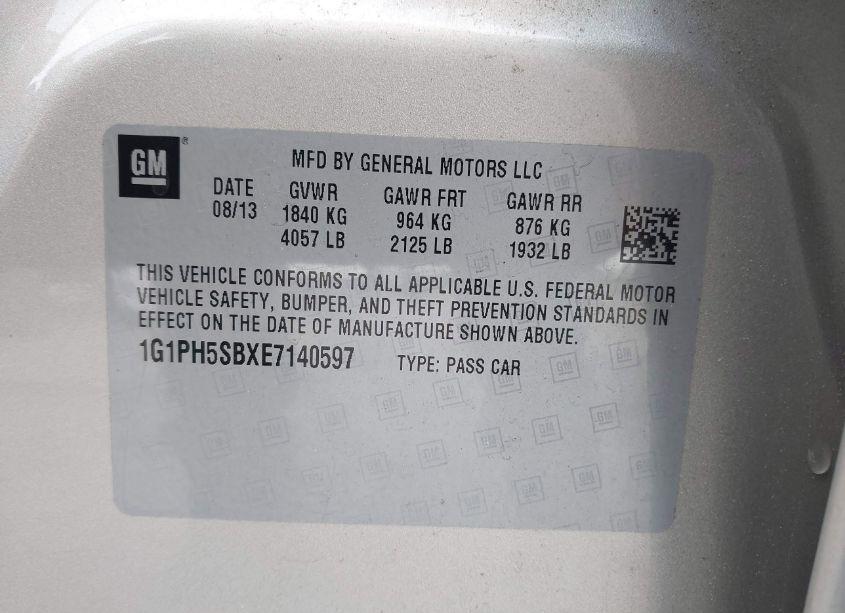 GM®
MFD BY GENERAL MOTORS LLC
DATE GVWR GAWR FRT GAWR RR
08/13 1840 KG 964 KG 876 KG
4057 LB 2125 LB 1932 LB
THIS VEHICLE CONFORMS TO ALL APPLICABLE U.S. FEDERAL MOTOR
VEHICLE SAFETY, BUMPER, AND THEFT PREVENTION STANDARDS IN
EFFECT ON THE DATE OF MANUFACTURE SHOWN ABOVE.
1G1PH5SBXE7140597 TYPE: PASS CAR